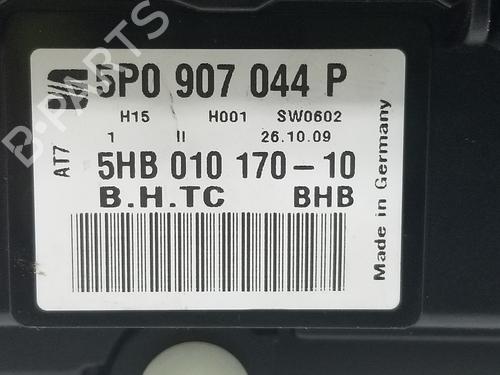 5P0 907 044 P
H15 H001 SW0602
1 II 26.10.09
AT7
5HB 010 170-10
B.H.TC BHB
Made in Germany
B-PARTS